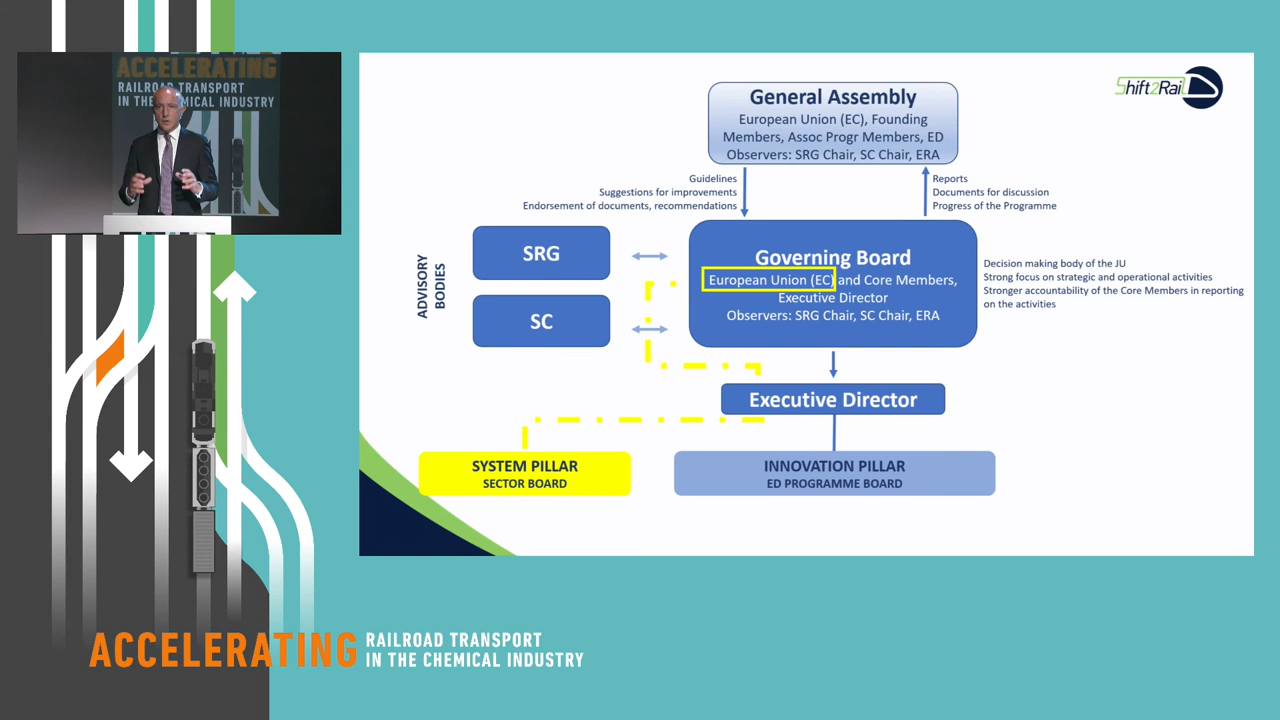 ACCELERATING
RAILROAD TRANSPORT
IN THE CHEMICAL INDUSTRY
Shift2Rail
General Assembly
European Union (EC), Founding
Members, Assoc Progr Members, ED
Observers: SRG Chair, SC Chair, ERA
Guidelines
Suggestions for improvements
Endorsement of documents, recommendations
Reports
Documents for discussion
Progress of the Programme
ADVISORY
BODIES
SRG
SC
Governing Board
European Union (EC) and Core Members,
Executive Director
Observers: SRG Chair, SC Chair, ERA
Decision making body of the JU
Strong focus on strategic and operational activities
Stronger accountability of the Core Members in reporting
on the activities
Executive Director
SYSTEM PILLAR
SECTOR BOARD
INNOVATION PILLAR
ED PROGRAMME BOARD
ACCELERATING
RAILROAD TRANSPORT
IN THE CHEMICAL INDUSTRY